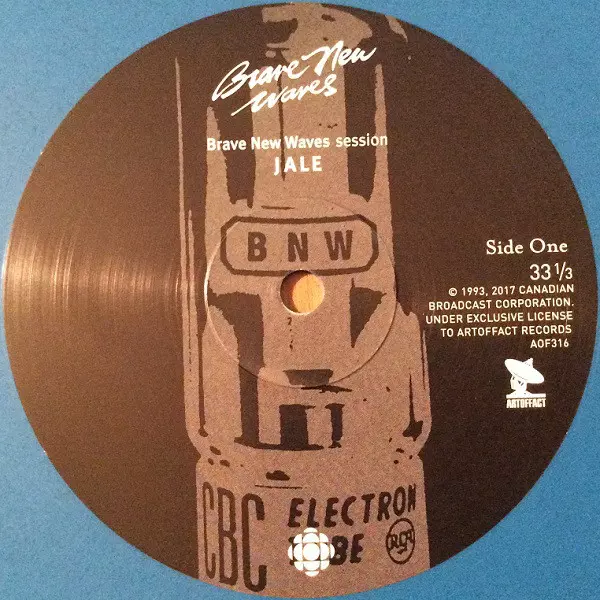 Brave New
Waves
Brave New Waves session
JALE
BNW
Side One
33 1/3
© 1993, 2017 CANADIAN
BROADCAST CORPORATION.
UNDER EXCLUSIVE LICENSE
TO ARTOFFACT RECORDS
AOF316
ARTOFFACT
CBC
ELECTRON
RCA